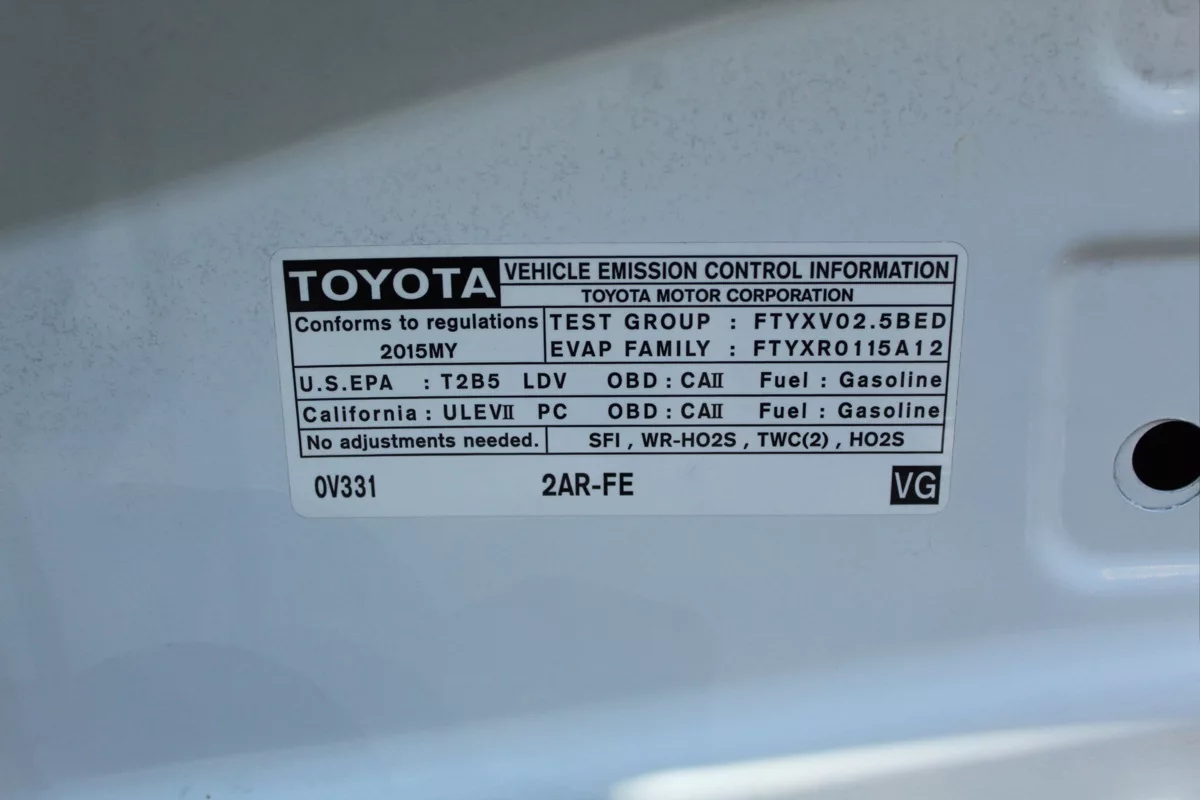 TOYOTA VEHICLE EMISSION CONTROL INFORMATION
TOYOTA MOTOR CORPORATION
Conforms to regulations
2015MY
TEST GROUP : FTYXV02.5BED
EVAP FAMILY : FTYXR0115A12
U.S.EPA : T2B5 LDV OBD : CAⅡ Fuel : Gasoline
California : ULEVⅡ PC OBD : CAⅡ Fuel : Gasoline
No adjustments needed. SFI , WR-HO2S , TWC(2) , HO2S
0V331 2AR-FE VG